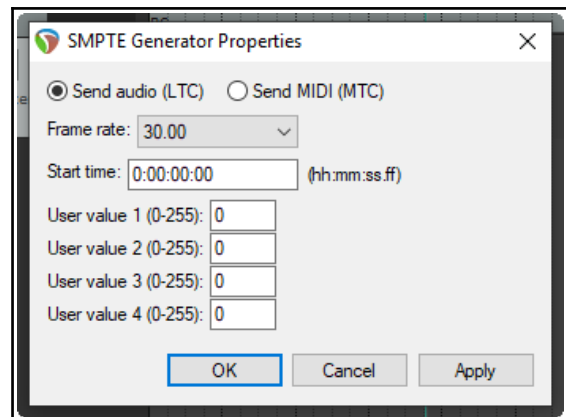 SMPTE Generator Properties
Send audio (LTC) Send MIDI (MTC)
Frame rate: 30.00
Start time: 0:00:00:00 (hh:mm:ss.ff)
User value 1 (0-255): 0
User value 2 (0-255): 0
User value 3 (0-255): 0
User value 4 (0-255): 0
OK Cancel Apply